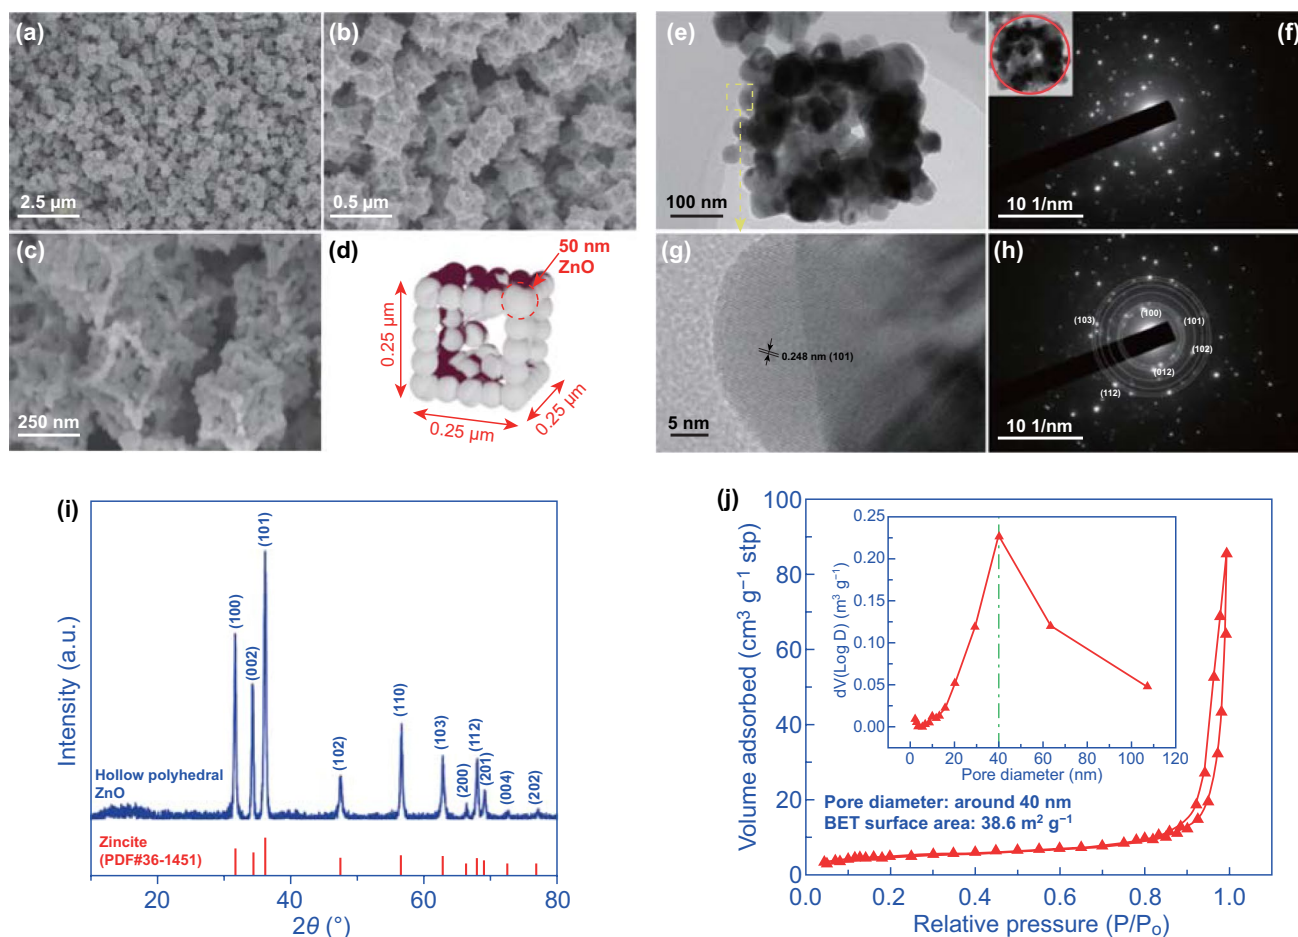 (a)
2.5 µm
(b)
0.5 µm
(c)
250 nm
(d)
50 nm
ZnO
0.25 µm
0.25 µm
0.25 µm
(e)
100 nm
(f)
10 1/nm
(g)
0.248 nm (101)
5 nm
(h)
(103)
(100)
(101)
(102)
(012)
(112)
10 1/nm
(i)
Intensity (a.u.)
(100)
(002)
(101)
(102)
(110)
(103)
(200)
(112)
(201)
(004)
(202)
Hollow polyhedral
ZnO
Zincite
(PDF#36-1451)
20 40 60 80
2θ (°)
(j)
Volume adsorbed (cm³ g⁻¹ stp)
100
80
60
40
20
0
dV(Log D) (m³ g⁻¹)
0.25
0.20
0.15
0.10
0.05
0.00
0 20 40 60 80 100 120
Pore diameter (nm)
Pore diameter: around 40 nm
BET surface area: 38.6 m² g⁻¹
0.0 0.2 0.4 0.6 0.8 1.0
Relative pressure (P/Pₒ)